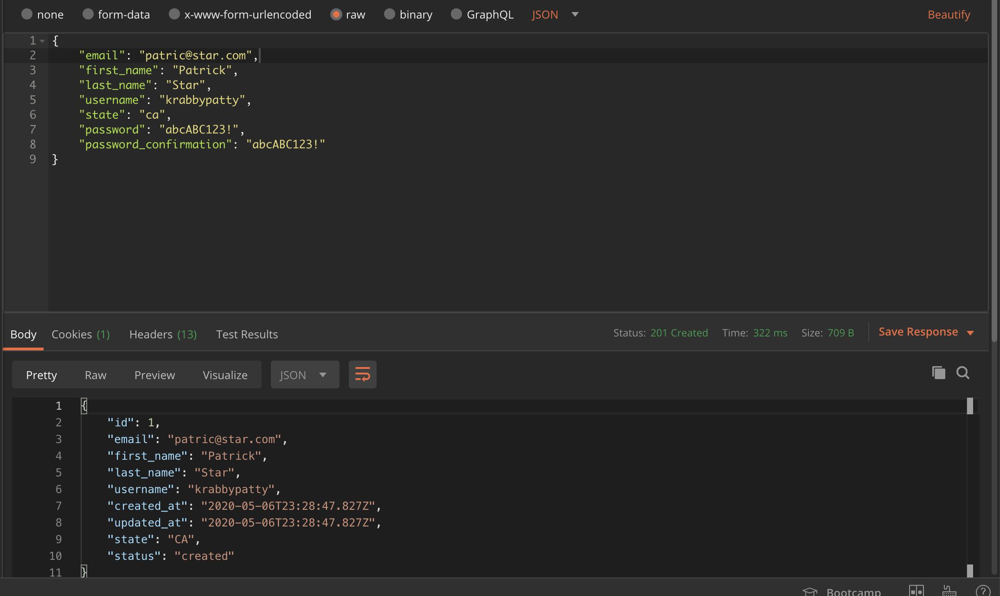 none form-data x-www-form-urlencoded raw binary GraphQL JSON Beautify
1 {
2 "email": "patric@star.com",
3 "first_name": "Patrick",
4 "last_name": "Star",
5 "username": "krabbypatty",
6 "state": "ca",
7 "password": "abcABC123!",
8 "password_confirmation": "abcABC123!"
9 }
Body Cookies (1) Headers (13) Test Results Status: 201 Created Time: 322 ms Size: 709 B Save Response
Pretty Raw Preview Visualize JSON
1 {
2 "id": 1,
3 "email": "patric@star.com",
4 "first_name": "Patrick",
5 "last_name": "Star",
6 "username": "krabbypatty",
7 "created_at": "2020-05-06T23:28:47.827Z",
8 "updated_at": "2020-05-06T23:28:47.827Z",
9 "state": "CA",
10 "status": "created"
11 }
Bootcamp ?